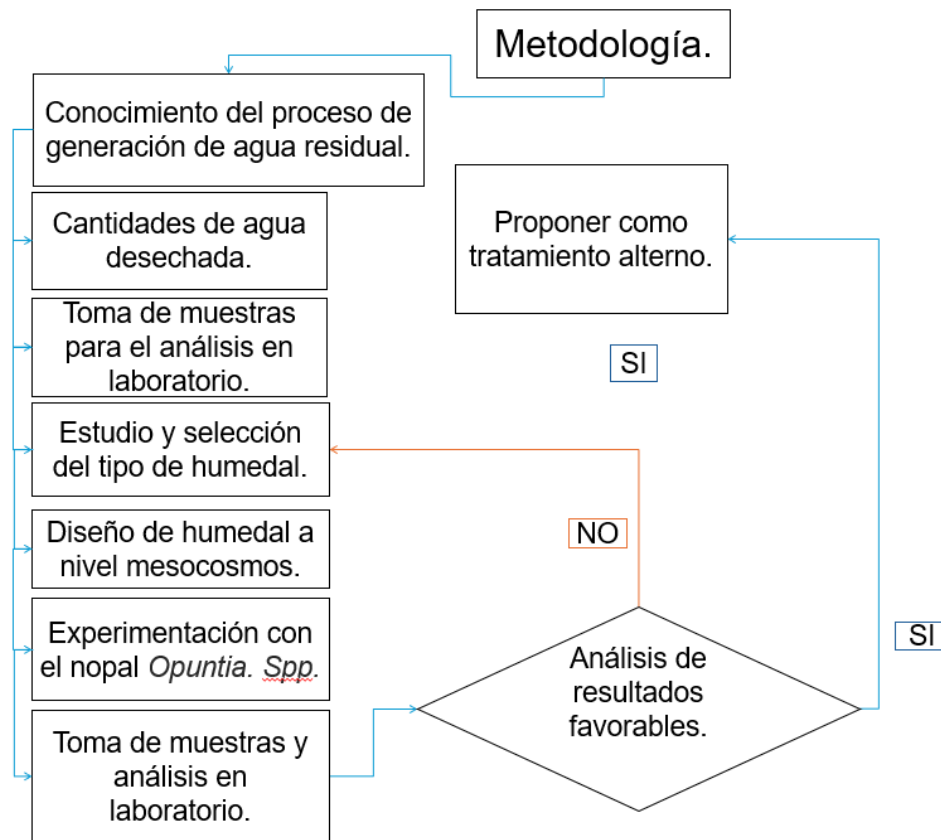 Metodología.
Conocimiento del proceso de
generación de agua residual.
Cantidades de agua
desechada.
Toma de muestras
para el análisis en
laboratorio.
Estudio y selección
del tipo de humedal.
Diseño de humedal a
nivel mesocosmos.
Experimentación con
el nopal Opuntia. Spp.
Toma de muestras y
análisis en
laboratorio.
Análisis de
resultados
favorables.
NO
SI
SI
Proponer como
tratamiento alterno.